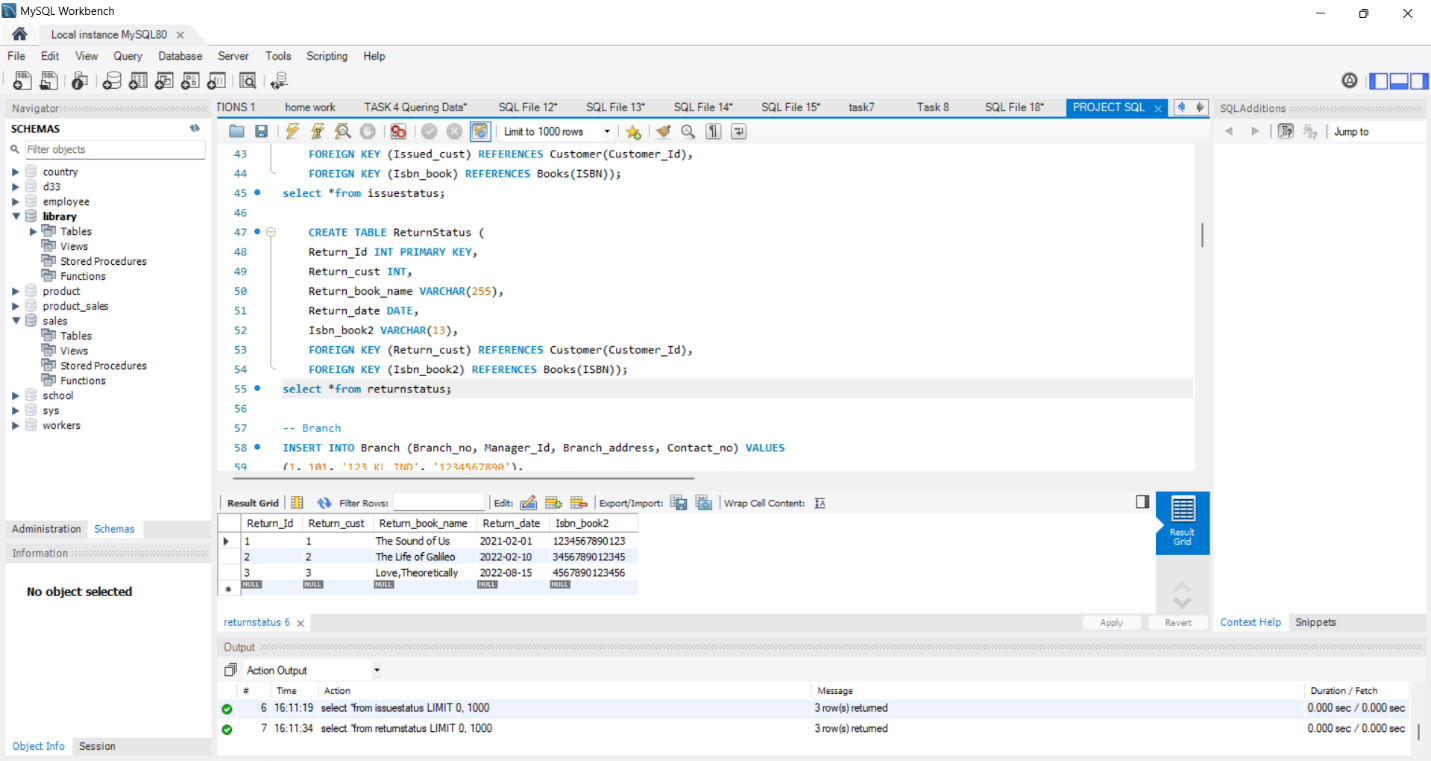 MySQL Workbench
Local instance MySQL80
File Edit View Query Database Server Tools Scripting Help
Navigator
SCHEMAS
Filter objects
country
d33
employee
library
Tables
Views
Stored Procedures
Functions
product
product_sales
sales
Tables
Views
Stored Procedures
Functions
school
sys
workers
Administration Schemas
Information
No object selected
Object Info Session
TIONS 1 home work TASK 4 Quering Data* SQL File 12* SQL File 13* SQL File 14* SQL File 15* task7 Task 8 SQL File 18* PROJECT SQL
Limit to 1000 rows
43 FOREIGN KEY (Issued_cust) REFERENCES Customer(Customer_Id),
44 FOREIGN KEY (Isbn_book) REFERENCES Books(ISBN));
45 select *from issuestatus;
46
47 CREATE TABLE ReturnStatus (
48 Return_Id INT PRIMARY KEY,
49 Return_cust INT,
50 Return_book_name VARCHAR(255),
51 Return_date DATE,
52 Isbn_book2 VARCHAR(13),
53 FOREIGN KEY (Return_cust) REFERENCES Customer(Customer_Id),
54 FOREIGN KEY (Isbn_book2) REFERENCES Books(ISBN));
55 select *from returnstatus;
56
57 -- Branch
58 INSERT INTO Branch (Branch_no, Manager_Id, Branch_address, Contact_no) VALUES
59 (1, 101, '123 KL IND', '1234567890'),
Result Grid Filter Rows: Edit: Export/Import: Wrap Cell Content: IA
Return_Id Return_cust Return_book_name Return_date Isbn_book2
1 1 The Sound of Us 2021-02-01 1234567890123
2 2 The Life of Galileo 2022-02-10 3456789012345
3 3 Love,Theoretically 2022-08-15 4567890123456
NULL NULL NULL NULL NULL
Result Grid
returnstatus 6
Apply Revert
SQLAdditions
Jump to
Context Help Snippets
Output
Action Output
# Time Action Message Duration / Fetch
6 16:11:19 select *from issuestatus LIMIT 0, 1000 3 row(s) returned 0.000 sec / 0.000 sec
7 16:11:34 select *from returnstatus LIMIT 0, 1000 3 row(s) returned 0.000 sec / 0.000 sec